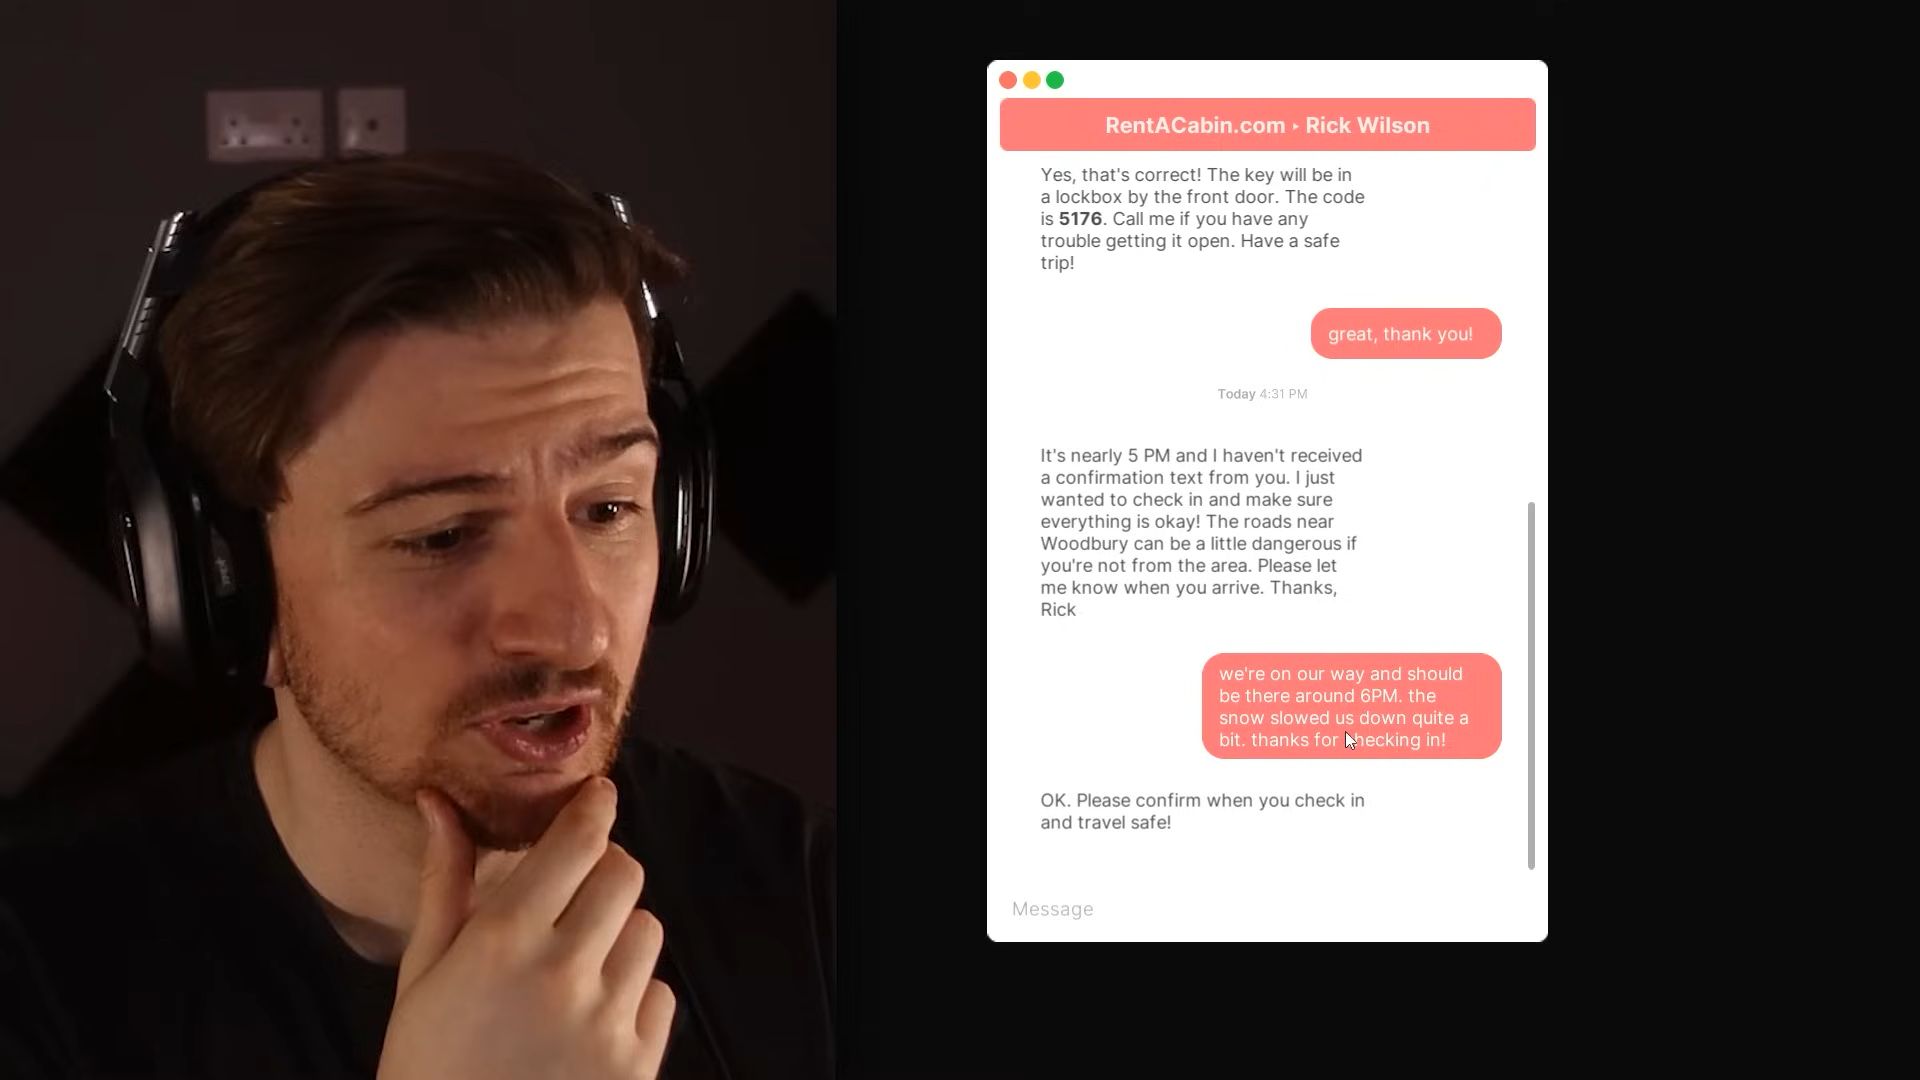 RentACabin.com ‣ Rick Wilson
Yes, that's correct! The key will be in
a lockbox by the front door. The code
is 5176. Call me if you have any
trouble getting it open. Have a safe
trip!
great, thank you!
Today 4:31 PM
It's nearly 5 PM and I haven't received
a confirmation text from you. I just
wanted to check in and make sure
everything is okay! The roads near
Woodbury can be a little dangerous if
you're not from the area. Please let
me know when you arrive. Thanks,
Rick
we're on our way and should
be there around 6PM. the
snow slowed us down quite a
bit. thanks for checking in!
OK. Please confirm when you check in
and travel safe!
Message